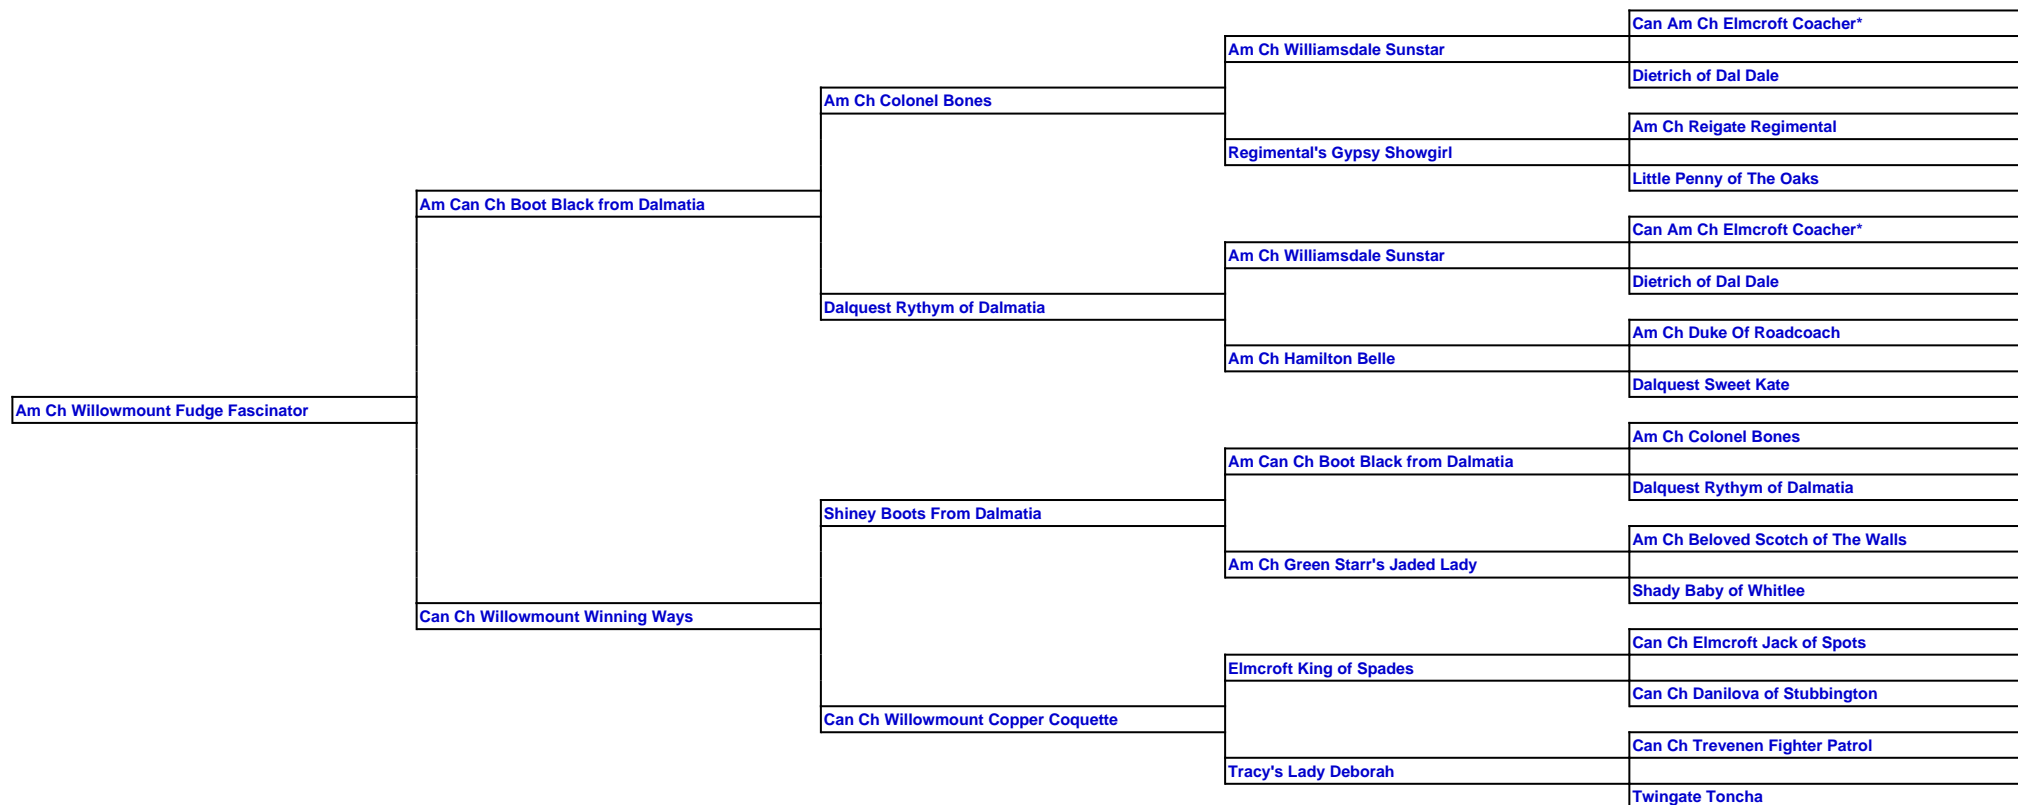 Can Am Ch Elmcroft Coacher*
Am Ch Williamsdale Sunstar
Dietrich of Dal Dale
Am Ch Colonel Bones
Am Ch Reigate Regimental
Regimental's Gypsy Showgirl
Little Penny of The Oaks
Am Can Ch Boot Black from Dalmatia
Can Am Ch Elmcroft Coacher*
Am Ch Williamsdale Sunstar
Dietrich of Dal Dale
Dalquest Rythym of Dalmatia
Am Ch Duke Of Roadcoach
Am Ch Hamilton Belle
Dalquest Sweet Kate
Am Ch Willowmount Fudge Fascinator
Am Ch Colonel Bones
Am Can Ch Boot Black from Dalmatia
Dalquest Rythym of Dalmatia
Shiney Boots From Dalmatia
Am Ch Beloved Scotch of The Walls
Am Ch Green Starr's Jaded Lady
Shady Baby of Whitlee
Can Ch Willowmount Winning Ways
Can Ch Elmcroft Jack of Spots
Elmcroft King of Spades
Can Ch Danilova of Stubbington
Can Ch Willowmount Copper Coquette
Can Ch Trevenen Fighter Patrol
Tracy's Lady Deborah
Twingate Toncha